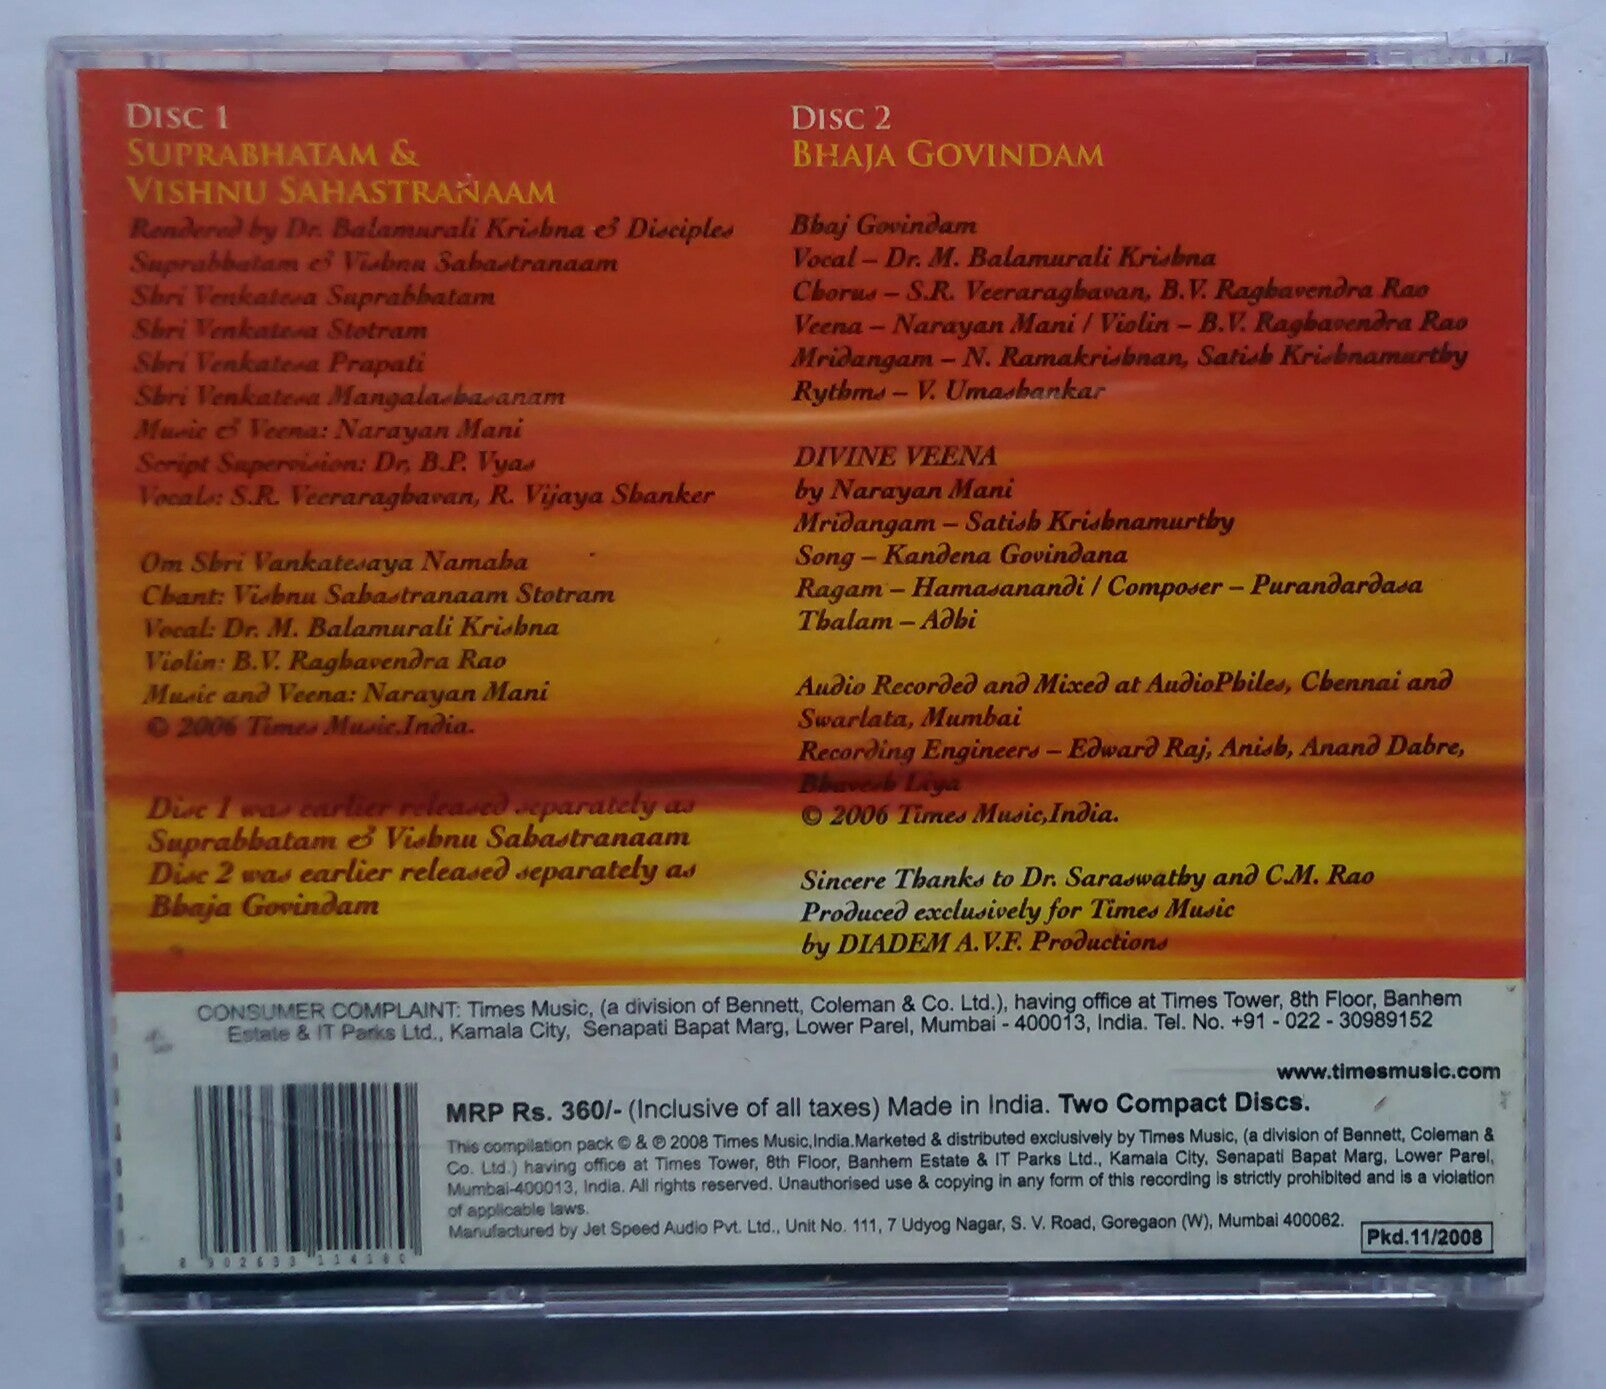 DISC 1
SUPRABHATAM &
VISHNU SAHASTRANAAM
Rendered by Dr. Balamurali Krishna & Disciples
Suprabhatam & Vishnu Sahastranaam
Shri Venkatesa Suprabhatam
Shri Venkatesa Stotram
Shri Venkatesa Prapati
Shri Venkatesa Mangalashasanam
Music & Veena: Narayan Mani
Script Supervision: Dr, B.P. Vyas
Vocals: S.R. Veeraraghavan, R. Vijaya Shanker
Om Shri Vankatesaya Namaha
Chant: Vishnu Sahastranaam Stotram
Vocal: Dr. M. Balamurali Krishna
Violin: B.V. Raghavendra Rao
Music and Veena: Narayan Mani
© 2006 Times Music,India.
Disc 1 was earlier released separately as
Suprabhatam & Vishnu Sahastranaam
Disc 2 was earlier released separately as
Bhaja Govindam
DISC 2
BHAJA GOVINDAM
Bhaj Govindam
Vocal – Dr. M. Balamurali Krishna
Chorus – S.R. Veeraraghavan, B.V. Raghavendra Rao
Veena – Narayan Mani / Violin – B.V. Raghavendra Rao
Mridangam – N. Ramakrishnan, Satish Krishnamurthy
Rythms – V. Umashankar
DIVINE VEENA
by Narayan Mani
Mridangam – Satish Krishnamurthy
Song – Kandena Govindana
Ragam – Hamasanandi / Composer – Purandardasa
Thalam – Adhi
Audio Recorded and Mixed at AudioPhiles, Chennai and
Swarlata, Mumbai
Recording Engineers – Edward Raj, Anish, Anand Dabre,
Bhavesh Liya
© 2006 Times Music,India.
Sincere Thanks to Dr. Saraswathy and C.M. Rao
Produced exclusively for Times Music
by DIADEM A.V.F. Productions
CONSUMER COMPLAINT: Times Music, (a division of Bennett, Coleman & Co. Ltd.), having office at Times Tower, 8th Floor, Banhem
Estate & IT Parks Ltd., Kamala City, Senapati Bapat Marg, Lower Parel, Mumbai - 400013, India. Tel. No. +91 - 022 - 30989152
www.timesmusic.com
MRP Rs. 360/- (Inclusive of all taxes) Made in India. Two Compact Discs.
This compilation pack © & ℗ 2008 Times Music,India.Marketed & distributed exclusively by Times Music, (a division of Bennett, Coleman &
Co. Ltd.) having office at Times Tower, 8th Floor, Banhem Estate & IT Parks Ltd., Kamala City, Senapati Bapat Marg, Lower Parel,
Mumbai-400013, India. All rights reserved. Unauthorised use & copying in any form of this recording is strictly prohibited and is a violation
of applicable laws.
Manufactured by Jet Speed Audio Pvt. Ltd., Unit No. 111, 7 Udyog Nagar, S. V. Road, Goregaon (W), Mumbai 400062.
Pkd.11/2008
8 902633 114180